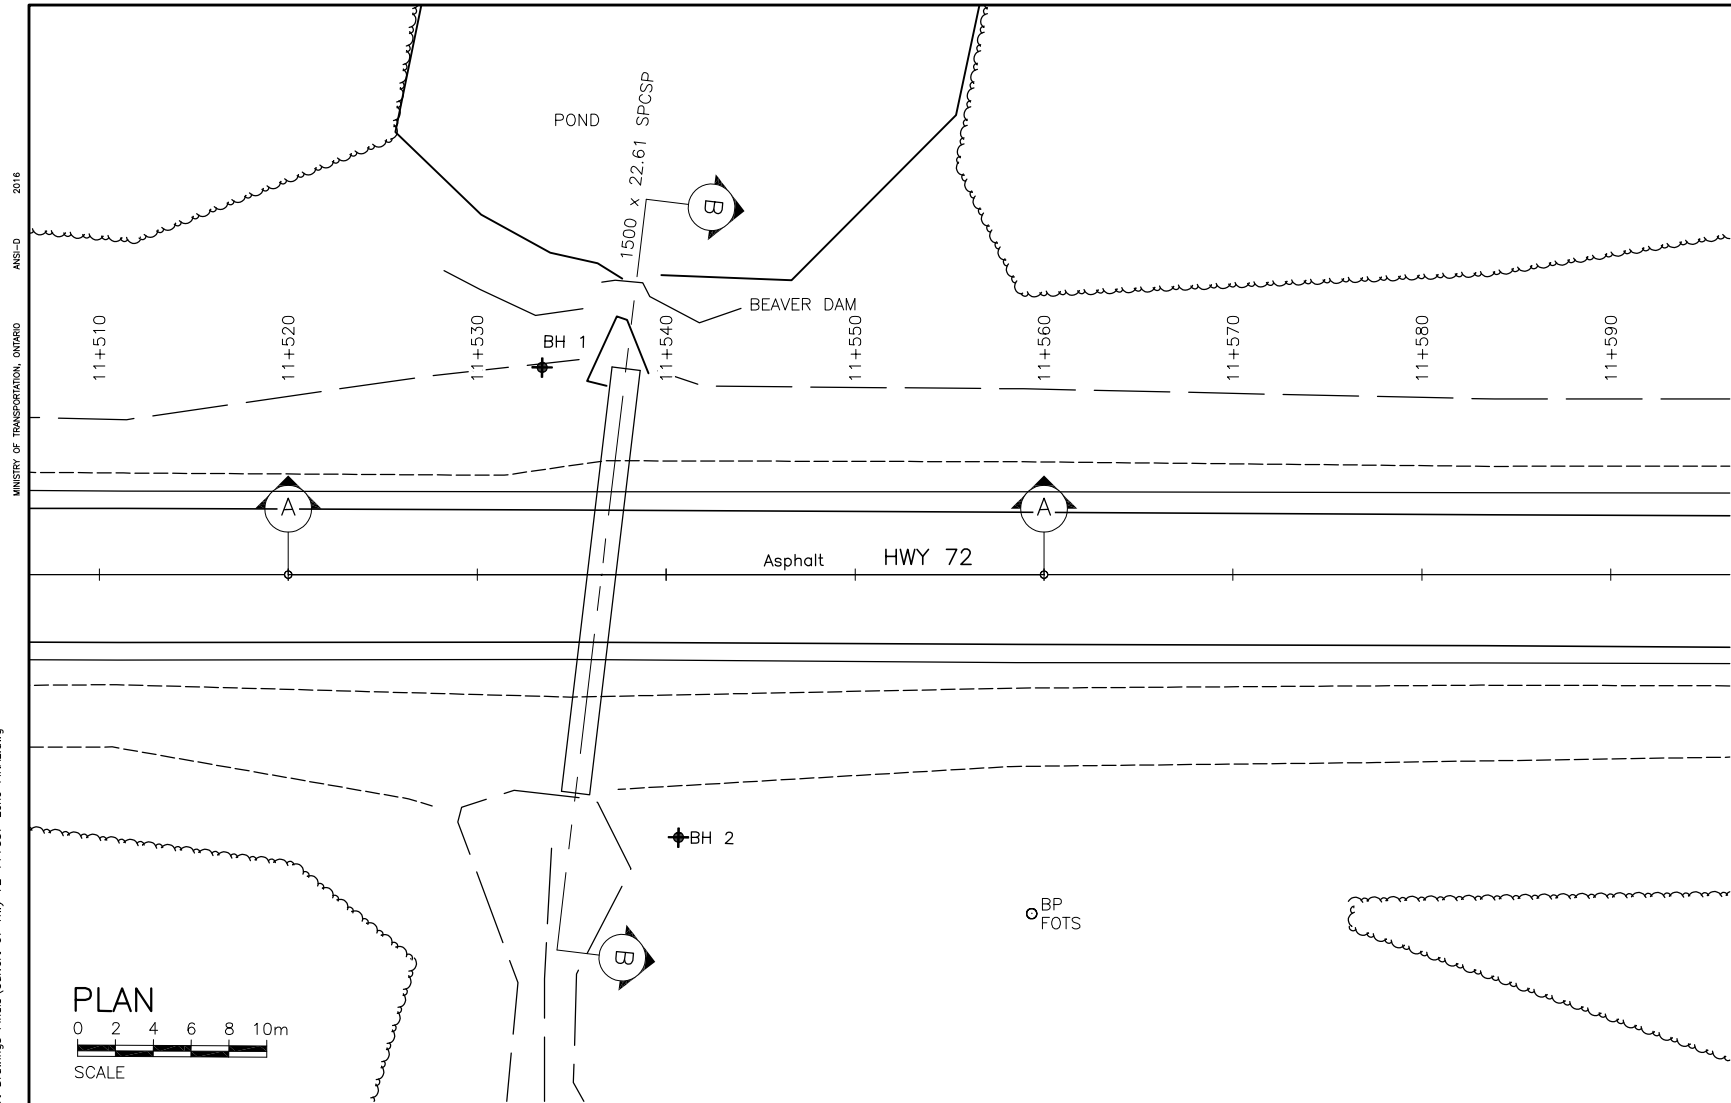 POND
1500 x 22.61 SPCSP
B
BEAVER DAM
11+510
11+520
11+530
BH 1
11+540
11+550
11+560
11+570
11+580
11+590
A
A
Asphalt
HWY 72
BH 2
BP
FOTS
B
PLAN
0 2 4 6 8 10m
SCALE
MINISTRY OF TRANSPORTATION, ONTARIO
ANSI-D
2016